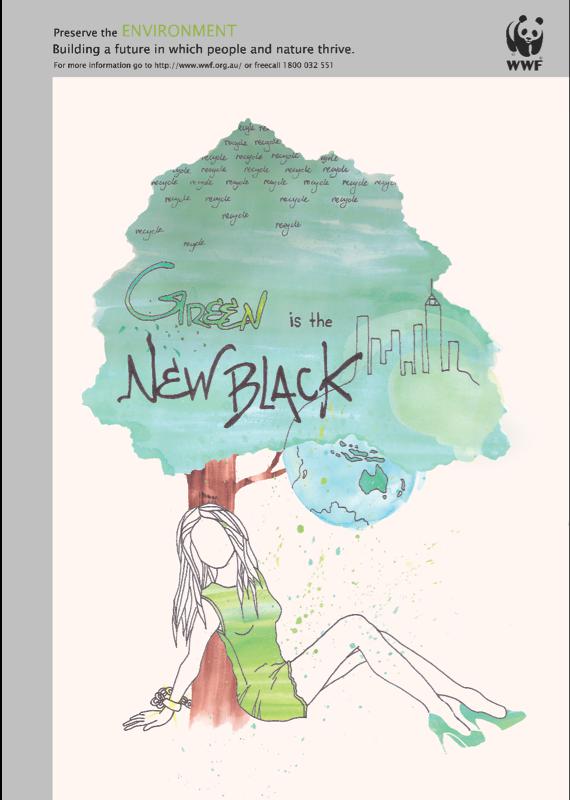 Preserve the ENVIRONMENT
Building a future in which people and nature thrive.
For more information go to http://www.wwf.org.au/ or freecall 1800 032 551
WWF
recycle
recycle recycle
recycle recycle recycle recycle
recycle recycle recycle recycle
recycle recycle recycle recycle recycle recycle recycle
recycle recycle recycle recycle
recycle
recycle recycle
recycle
GREEN is the
NEW BLACK